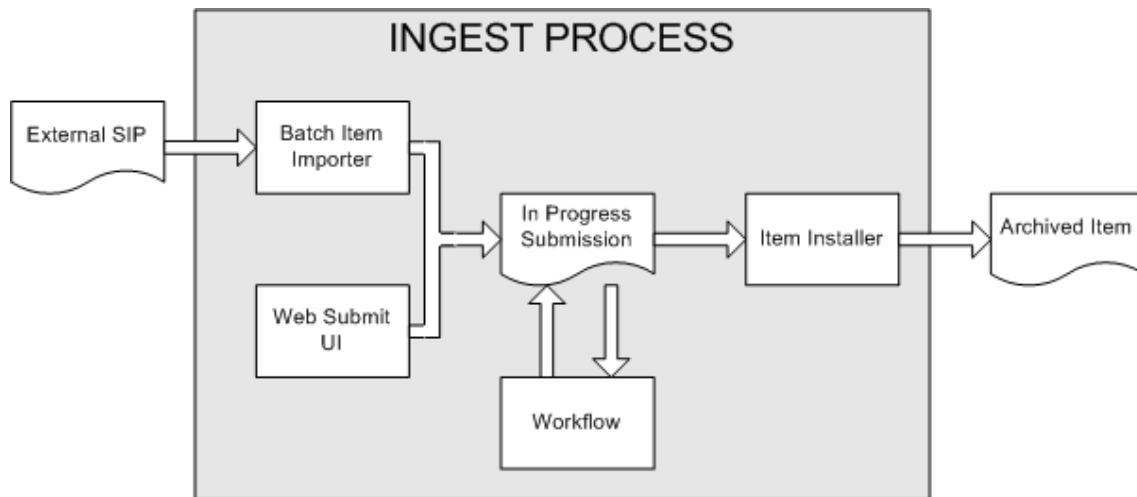 INGEST PROCESS
External SIP
Batch Item
Importer
In Progress
Submission
Item Installer
Archived Item
Web Submit
UI
Workflow